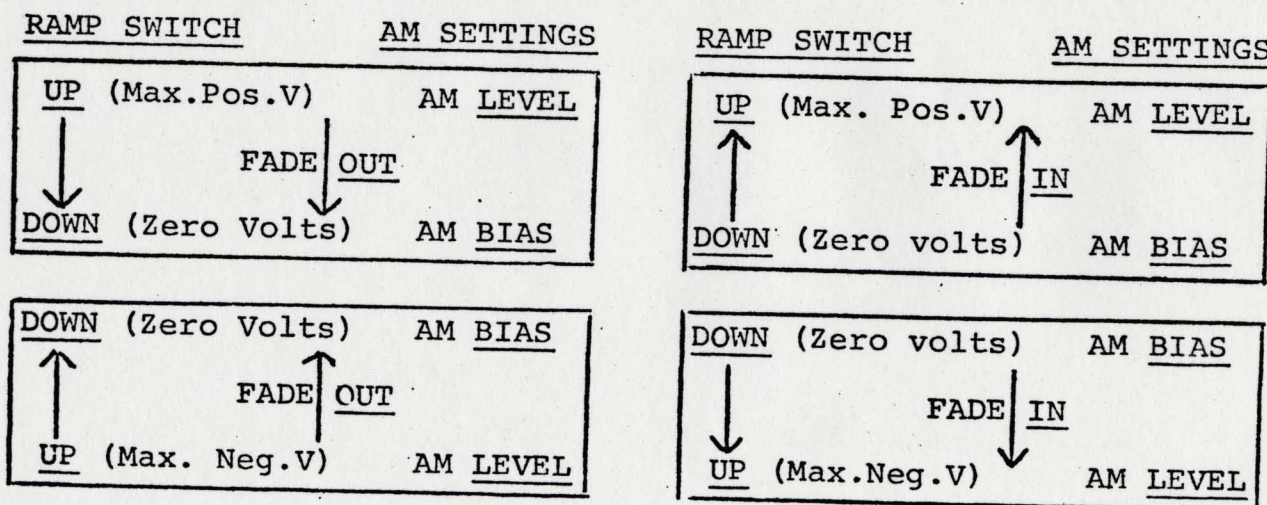 RAMP SWITCH AM SETTINGS
UP (Max.Pos.V) AM LEVEL
FADE OUT
DOWN (Zero Volts) AM BIAS
DOWN (Zero Volts) AM BIAS
FADE OUT
UP (Max. Neg.V) AM LEVEL
RAMP SWITCH AM SETTINGS
UP (Max. Pos.V) AM LEVEL
FADE IN
DOWN (Zero volts) AM BIAS
DOWN (Zero volts) AM BIAS
FADE IN
UP (Max.Neg.V) AM LEVEL